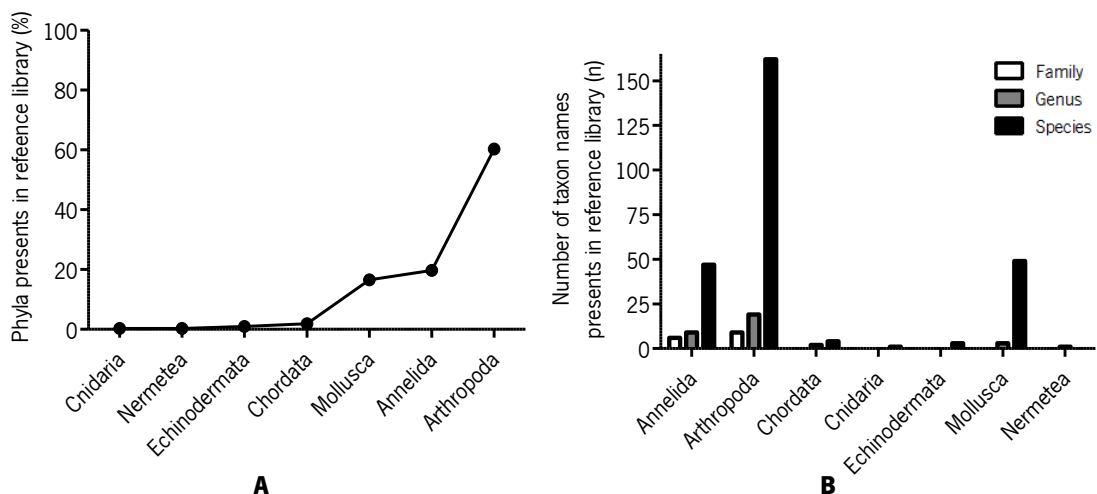 Phyla presents in refeence library (%)
100
80
60
40
20
0
Cnidaria
Nermetea
Echinodermata
Chordata
Mollusca
Annelida
Arthropoda
A
Number of taxon names
presents in reference library (n)
150
125
100
75
50
25
0
Family
Genus
Species
Annelida
Arthropoda
Chordata
Cnidaria
Echinodermata
Mollusca
Nermetea
B